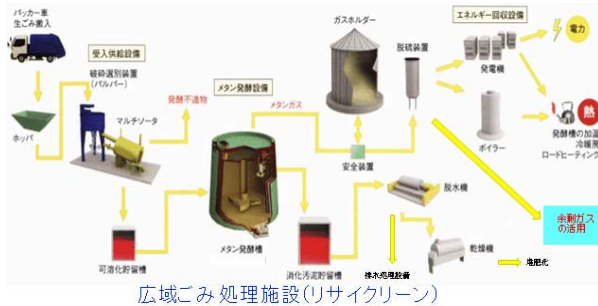 パッカー車
生ごみ搬入
受入供給設備
破砕選別装置
(パルパー)
マルチソータ
ホッパ
発酵不適物
可溶化貯留槽
メタン発酵設備
メタンガス
メタン発酵槽
消化汚泥貯留槽
ガスホルダー
脱硫装置
安全装置
エネルギー回収設備
発電機
電力
ボイラー
熱
発酵槽の加温
冷暖房
ロードヒーティング
脱水機
排水処理設備
乾燥機
堆肥化
余剰ガス
の活用
広域ごみ処理施設(リサイクリーン)